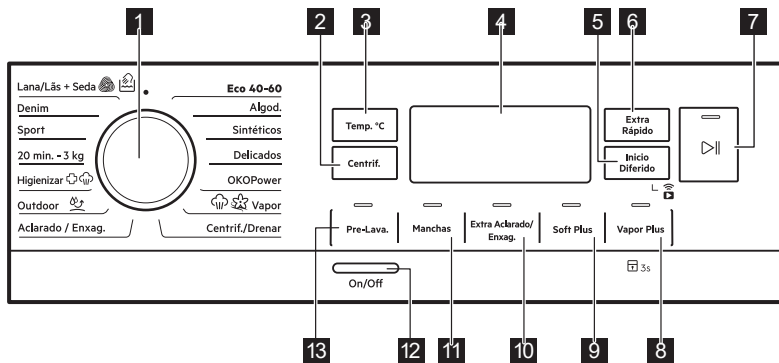 1
2
3
4
5
6
7
Lana/Lãs + Seda
Denim
Sport
20 min. - 3 kg
Higienizar
Outdoor
Aclarado / Enxag.
Eco 40-60
Algod.
Sintéticos
Delicados
OKOPower
Vapor
Centrif./Drenar
Temp. °C
Centrif.
Extra
Rápido
Inicio
Diferido
Pre-Lava.
Manchas
Extra Aclarado/
Enxag.
Soft Plus
Vapor Plus
On/Off
3s
13
12
11
10
9
8